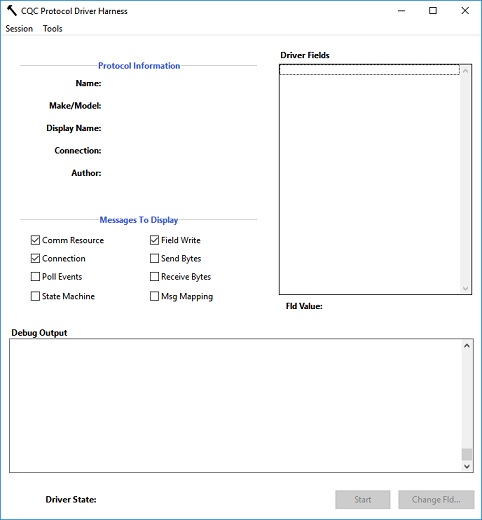 CQC Protocol Driver Harness
Session Tools
Protocol Information
Name:
Make/Model:
Display Name:
Connection:
Author:
Driver Fields
Messages To Display
Comm Resource Field Write
Connection Send Bytes
Poll Events Receive Bytes
State Machine Msg Mapping
Fld Value:
Debug Output
Driver State: Start Change Fld...